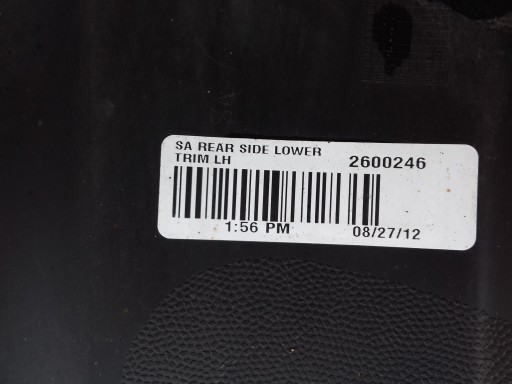 SA REAR SIDE LOWER
TRIM LH 2600246
1:56 PM 08/27/12